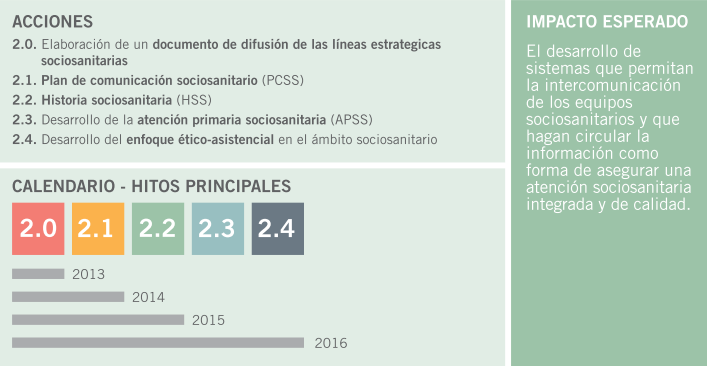 ACCIONES
2.0. Elaboración de un documento de difusión de las líneas estrategicas
sociosanitarias
2.1. Plan de comunicación sociosanitario (PCSS)
2.2. Historia sociosanitaria (HSS)
2.3. Desarrollo de la atención primaria sociosanitaria (APSS)
2.4. Desarrollo del enfoque ético-asistencial en el ámbito sociosanitario
CALENDARIO - HITOS PRINCIPALES
2.0 2.1 2.2 2.3 2.4
2013
2014
2015
2016
IMPACTO ESPERADO
El desarrollo de
sistemas que permitan
la intercomunicación
de los equipos
sociosanitarios y que
hagan circular la
información como
forma de asegurar una
atención sociosanitaria
integrada y de calidad.